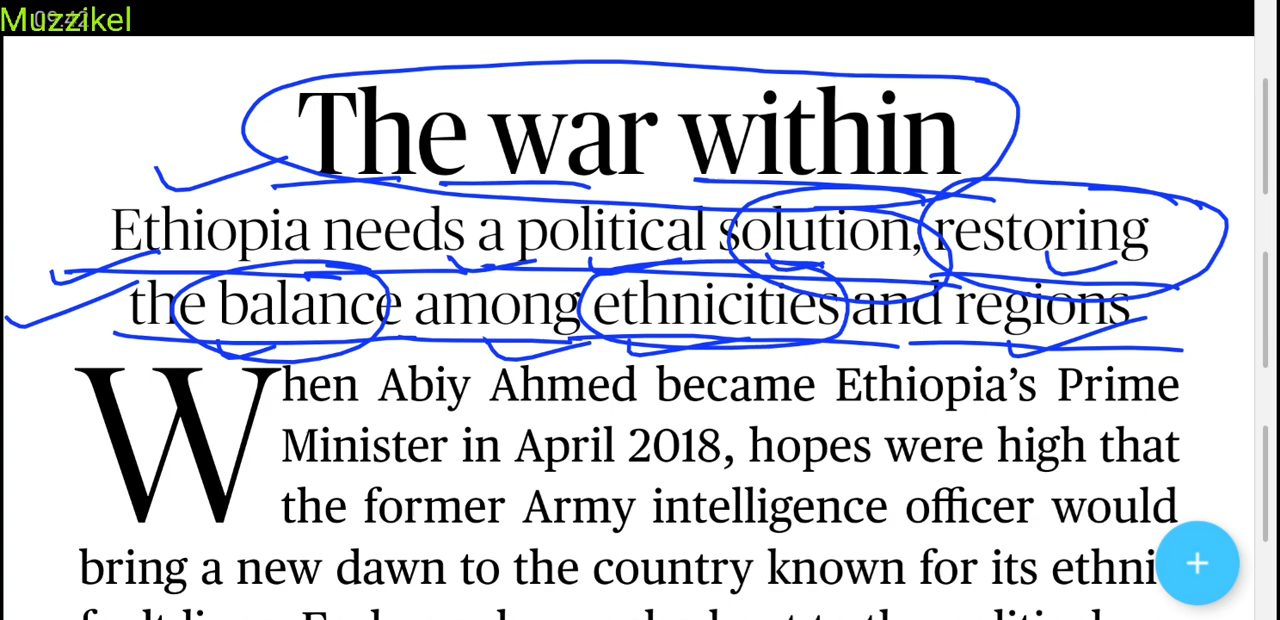 Muzzikel
09:42
The war within
Ethiopia needs a political solution, restoring
the balance among ethnicities and regions
When Abiy Ahmed became Ethiopia’s Prime
Minister in April 2018, hopes were high that
the former Army intelligence officer would
bring a new dawn to the country known for its